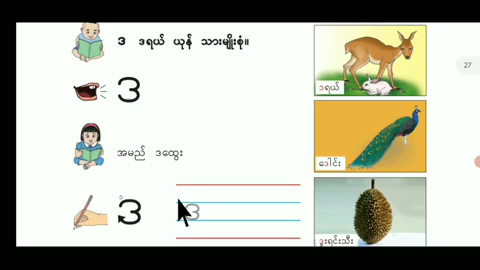 ဒ ဒရယ် ယုန် သားမျိုးစုံ။
ဒ
အမည် ဒထွေး
ဒ
ဒ
ဒရယ်
ဒေါင်း
ဒူးရင်းသီး
27